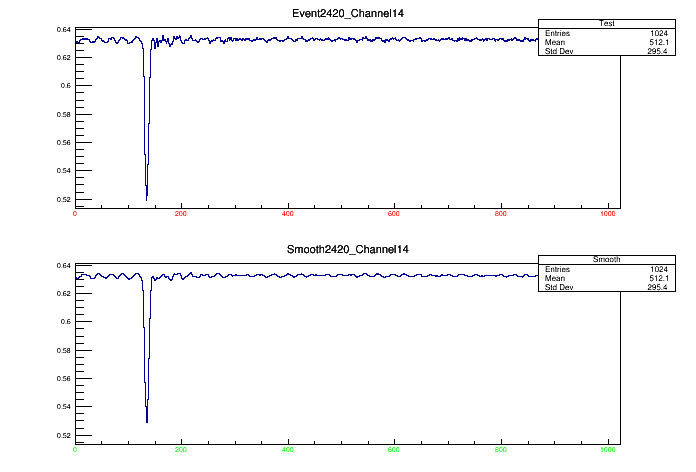 Event2420_Channel14
Test
Entries 1024
Mean 512.1
Std Dev 295.4
0.64
0.62
0.6
0.58
0.56
0.54
0.52
0 200 400 600 800 1000
Smooth2420_Channel14
Smooth
Entries 1024
Mean 512.1
Std Dev 295.4
0.64
0.62
0.6
0.58
0.56
0.54
0.52
0 200 400 600 800 1000